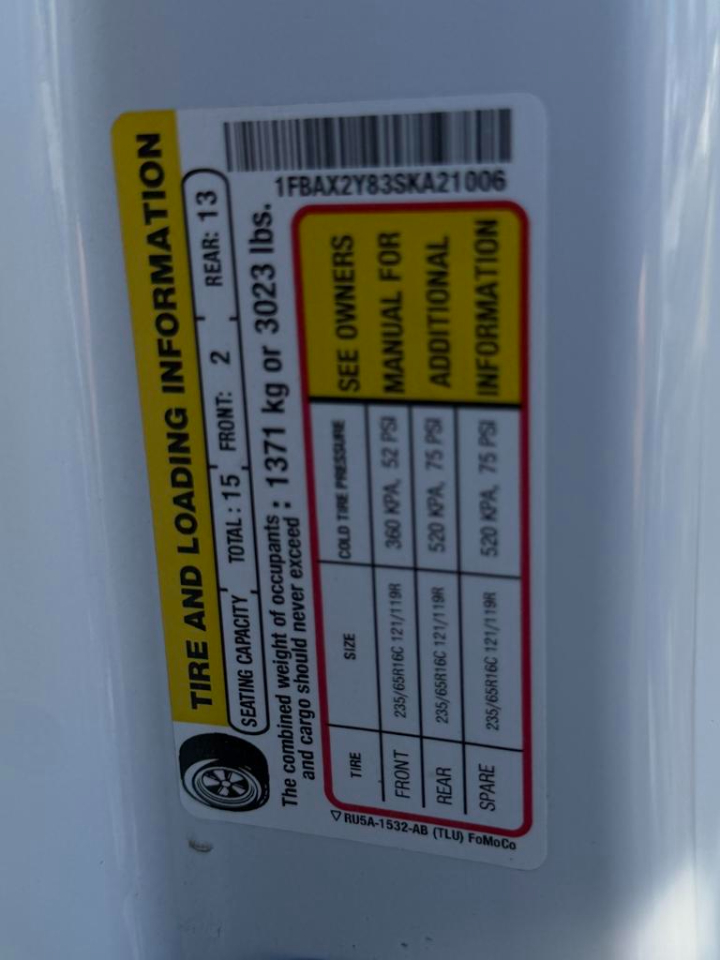 1FBAX2Y83SKA21006
TIRE AND LOADING INFORMATION
SEATING CAPACITY TOTAL: 15 FRONT: 2 REAR: 13
The combined weight of occupants : 1371 kg or 3023 lbs.
and cargo should never exceed
TIRE SIZE COLD TIRE PRESSURE
FRONT 235/65R16C 121/119R 360 KPA, 52 PSI
REAR 235/65R16C 121/119R 520 KPA, 75 PSI
SPARE 235/65R16C 121/119R 520 KPA, 75 PSI
SEE OWNERS
MANUAL FOR
ADDITIONAL
INFORMATION
▽RU5A-1532-AB (TLU) FoMoCo